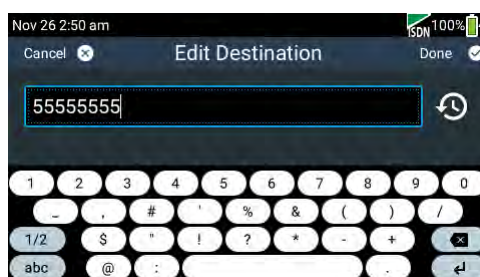 Nov 26 2:50 am ISDN 100%
Cancel Edit Destination Done
55555555
1 2 3 4 5 6 7 8 9 0
_ , # ' % & ( ) /
1/2 $ " ! ? * - +
abc @ : .